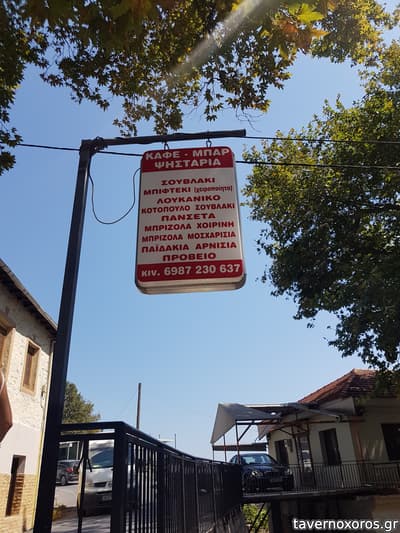 ΚΑΦΕ - ΜΠΑΡ
ΨΗΣΤΑΡΙΑ
ΣΟΥΒΛΑΚΙ
ΜΠΙΦΤΕΚΙ (χειροποίητο)
ΛΟΥΚΑΝΙΚΟ
ΚΟΤΟΠΟΥΛΟ ΣΟΥΒΛΑΚΙ
ΠΑΝΣΕΤΑ
ΜΠΡΙΖΟΛΑ ΧΟΙΡΙΝΗ
ΜΠΡΙΖΟΛΑ ΜΟΣΧΑΡΙΣΙΑ
ΠΑΪΔΑΚΙΑ ΑΡΝΙΣΙΑ
ΠΡΟΒΕΙΟ
ΚΙΝ. 6987 230 637
tavernoxoros.gr